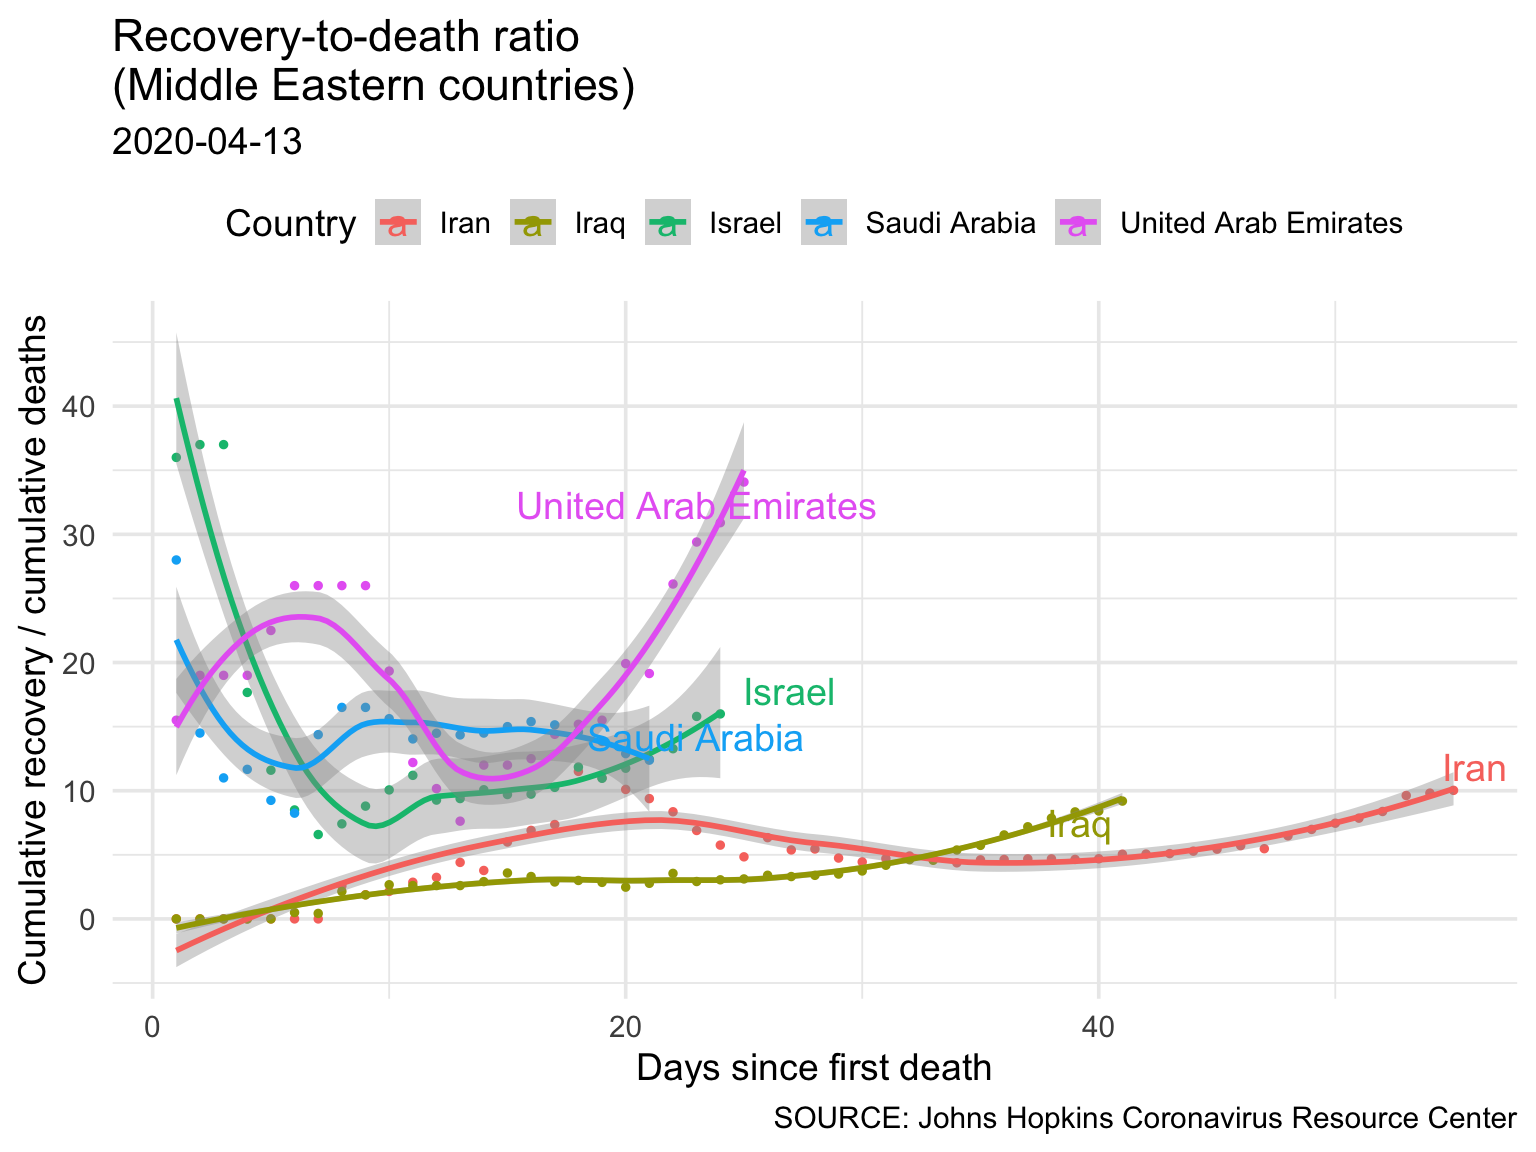 Recovery-to-death ratio
(Middle Eastern countries)
2020-04-13
Country a Iran a Iraq a Israel a Saudi Arabia a United Arab Emirates
Cumulative recovery / cumulative deaths
40
30
20
10
0
United Arab Emirates
Israel
Saudi Arabia
Iran
Iraq
0 20 40
Days since first death
SOURCE: Johns Hopkins Coronavirus Resource Center